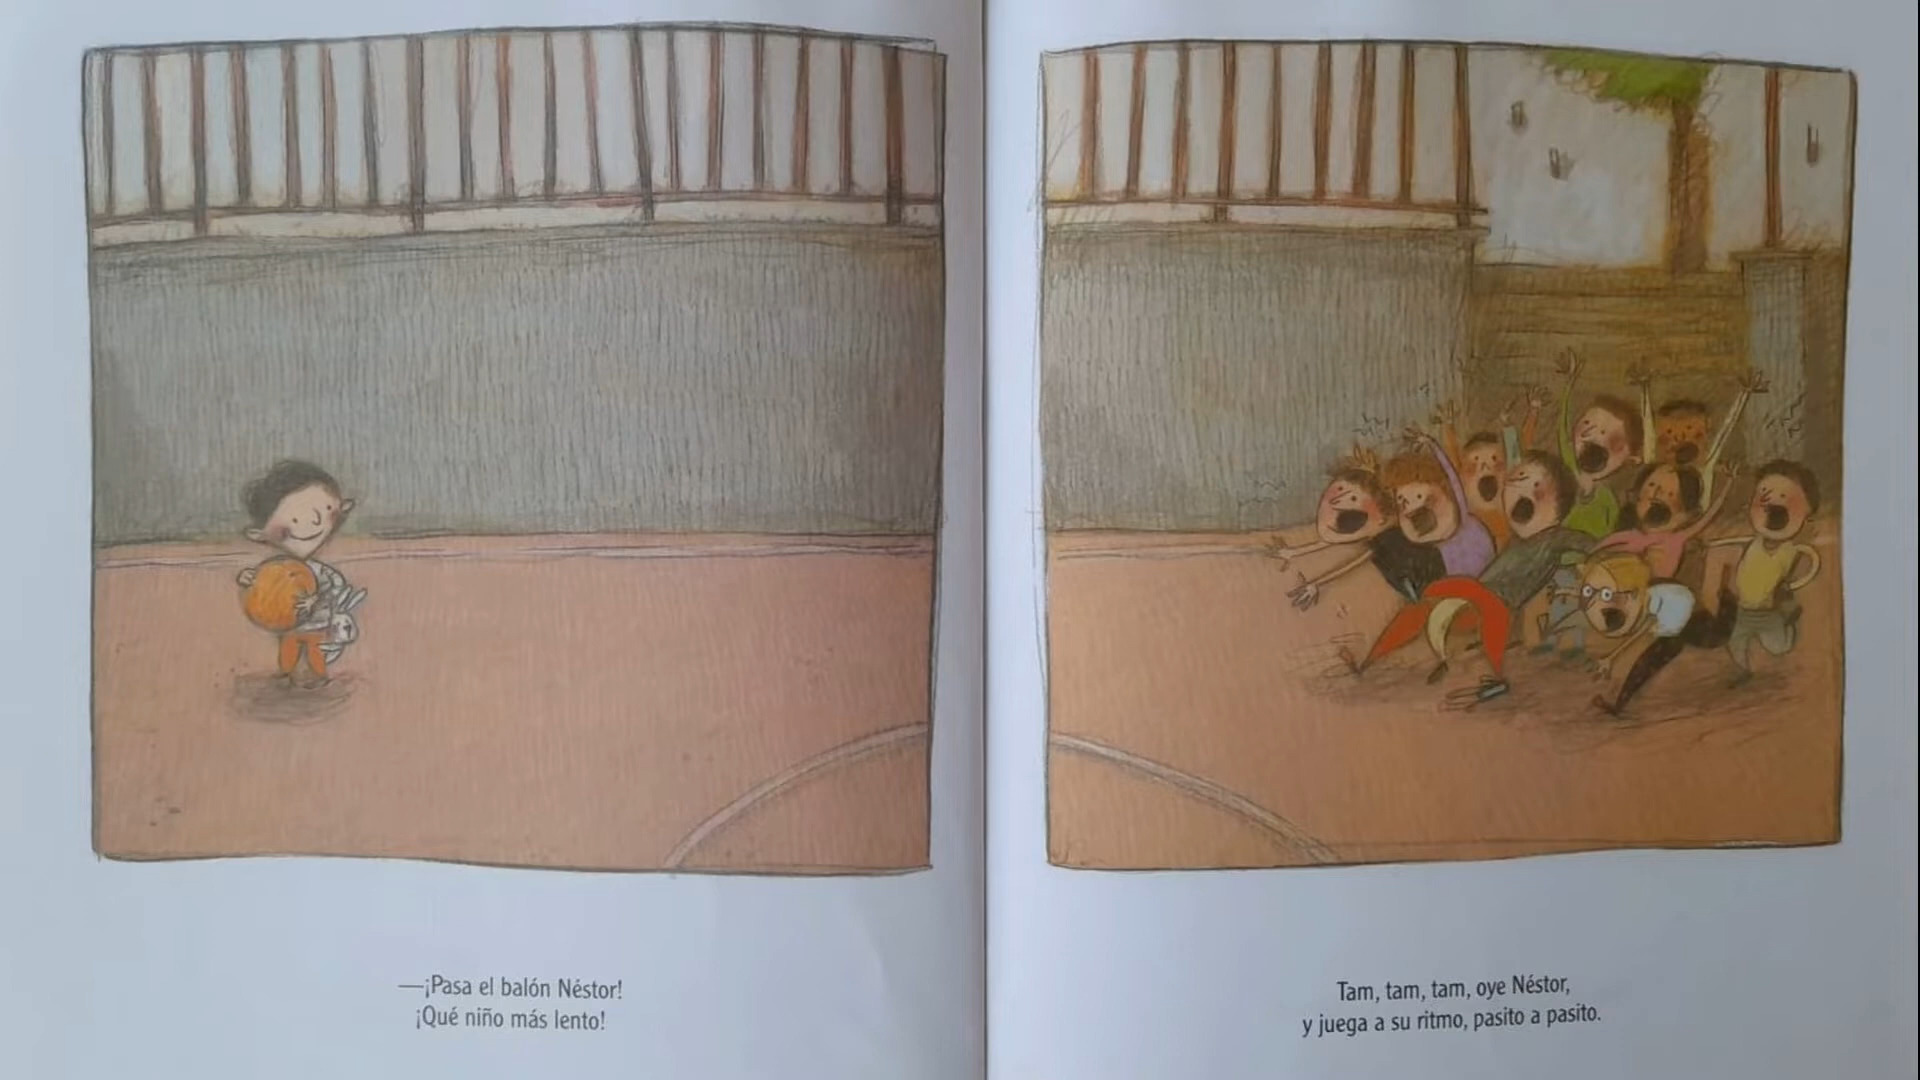 —¡Pasa el balón Néstor!
¡Qué niño más lento!
Tam, tam, tam, oye Néstor,
y juega a su ritmo, pasito a pasito.